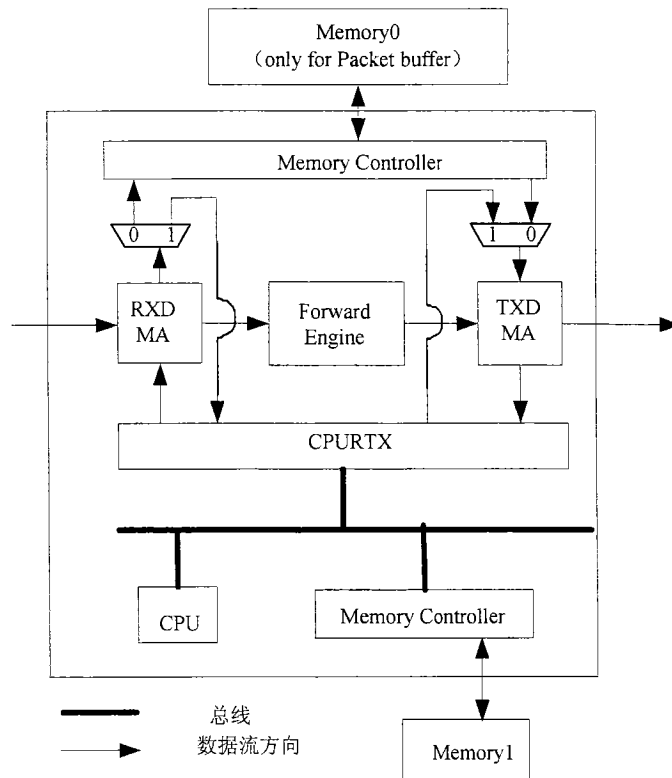 Memory0
（only for Packet buffer）
Memory Controller
0 1
1 0
RXD
MA
Forward
Engine
TXD
MA
CPURTX
CPU
Memory Controller
总线
数据流方向
Memory1